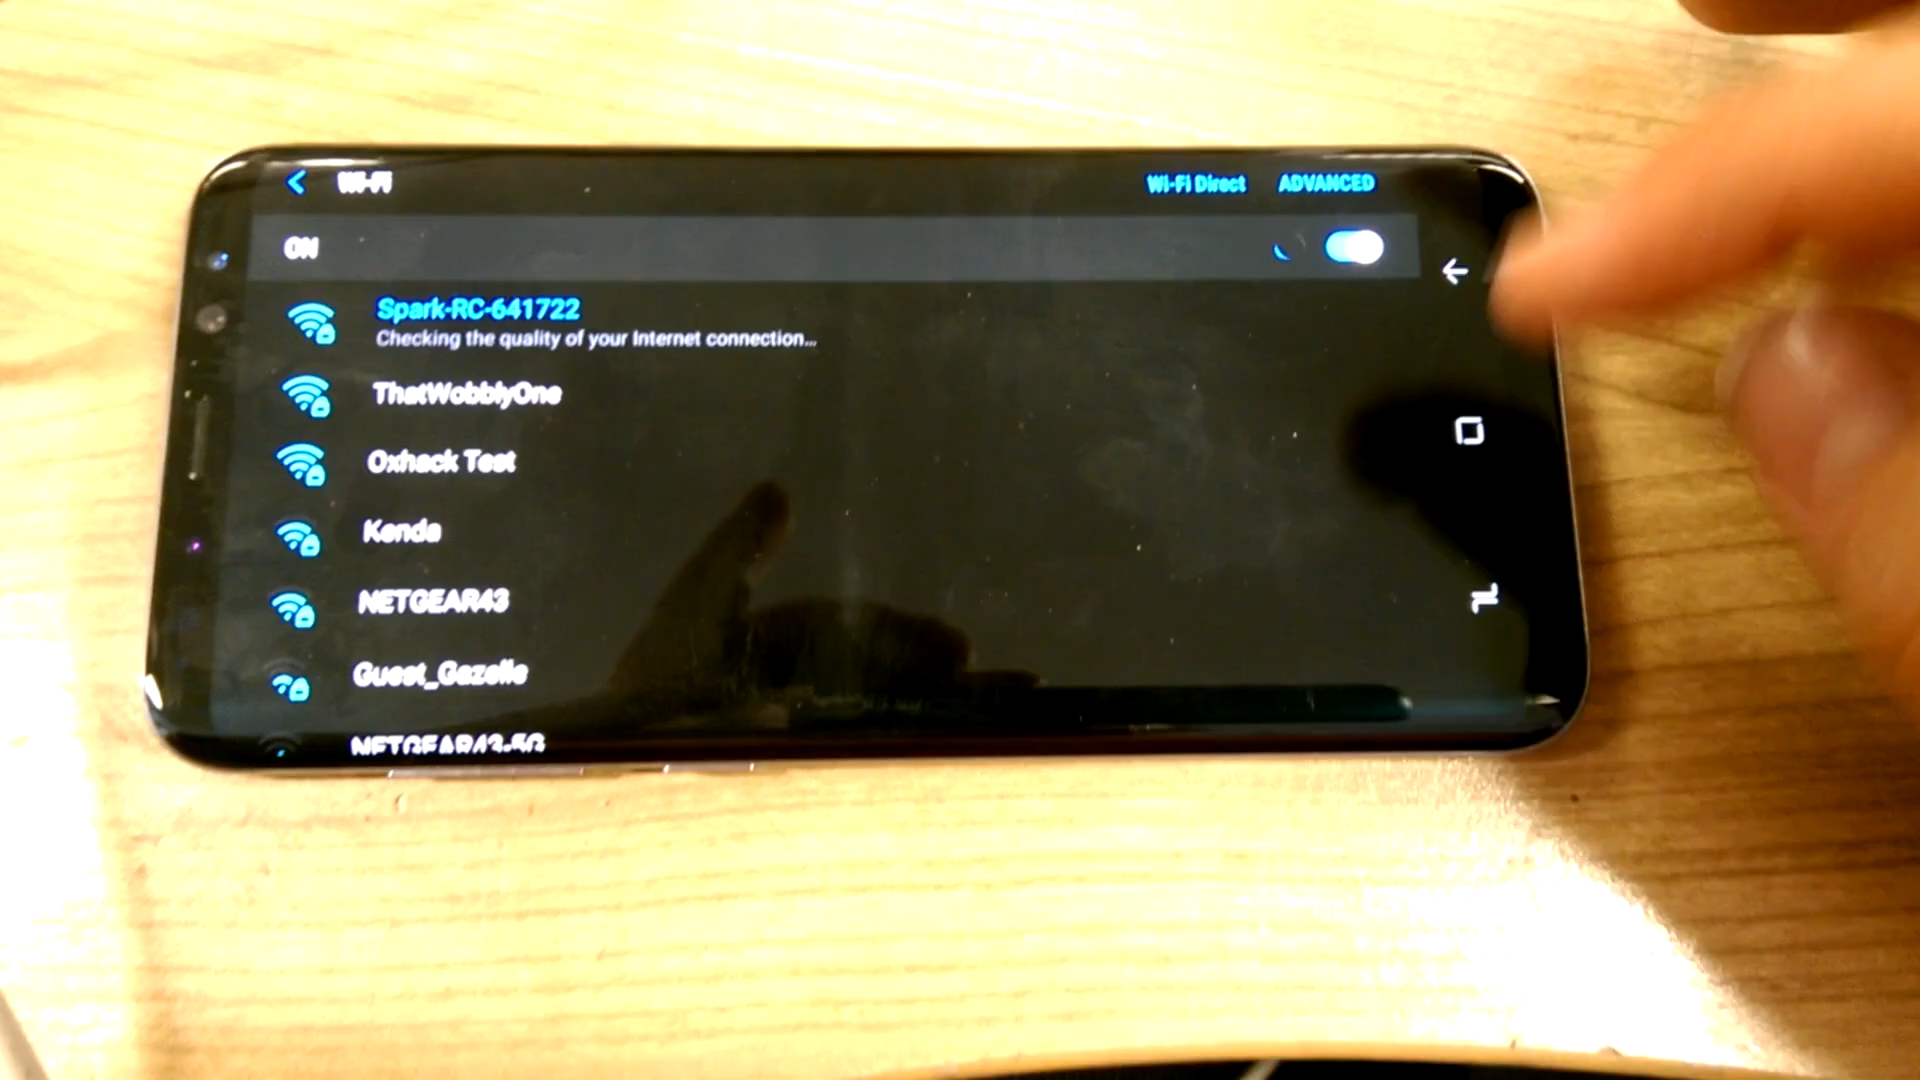 Wi-Fi
Wi-Fi Direct
ADVANCED
ON
Spark-RC-641722
Checking the quality of your Internet connection...
ThatWobblyOne
Oxhack Test
Kenda
NETGEAR43
Guest_Gazelle
NETGEAR43-5G